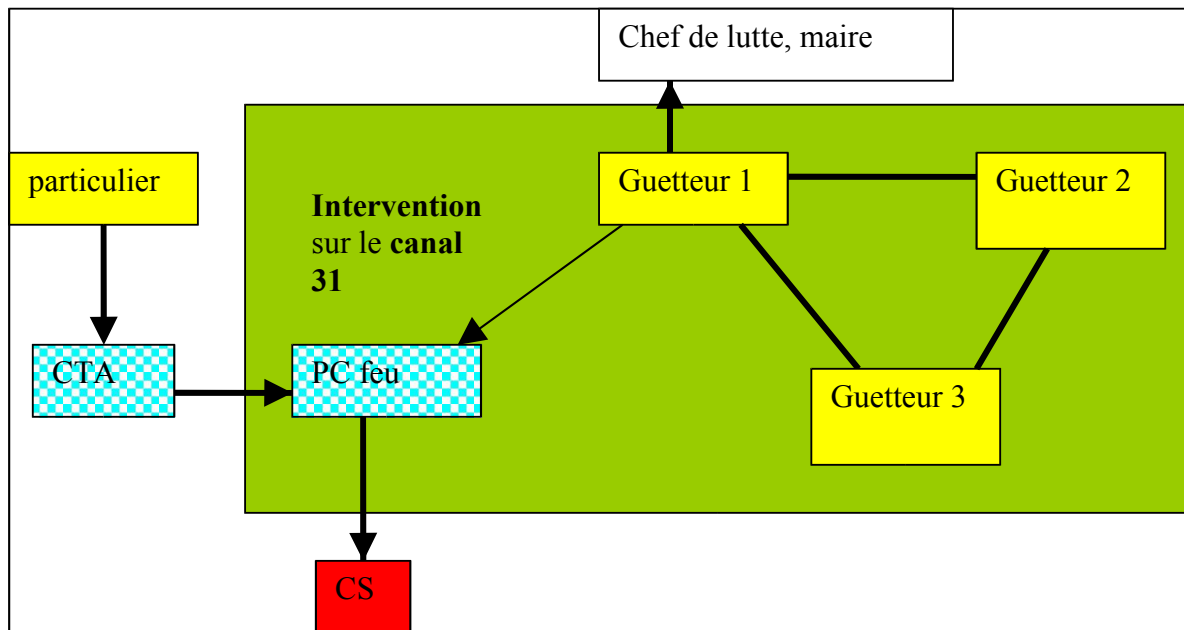 Chef de lutte, maire
particulier
Guetteur 1
Guetteur 2
Intervention
sur le canal
31
CTA
PC feu
Guetteur 3
CS